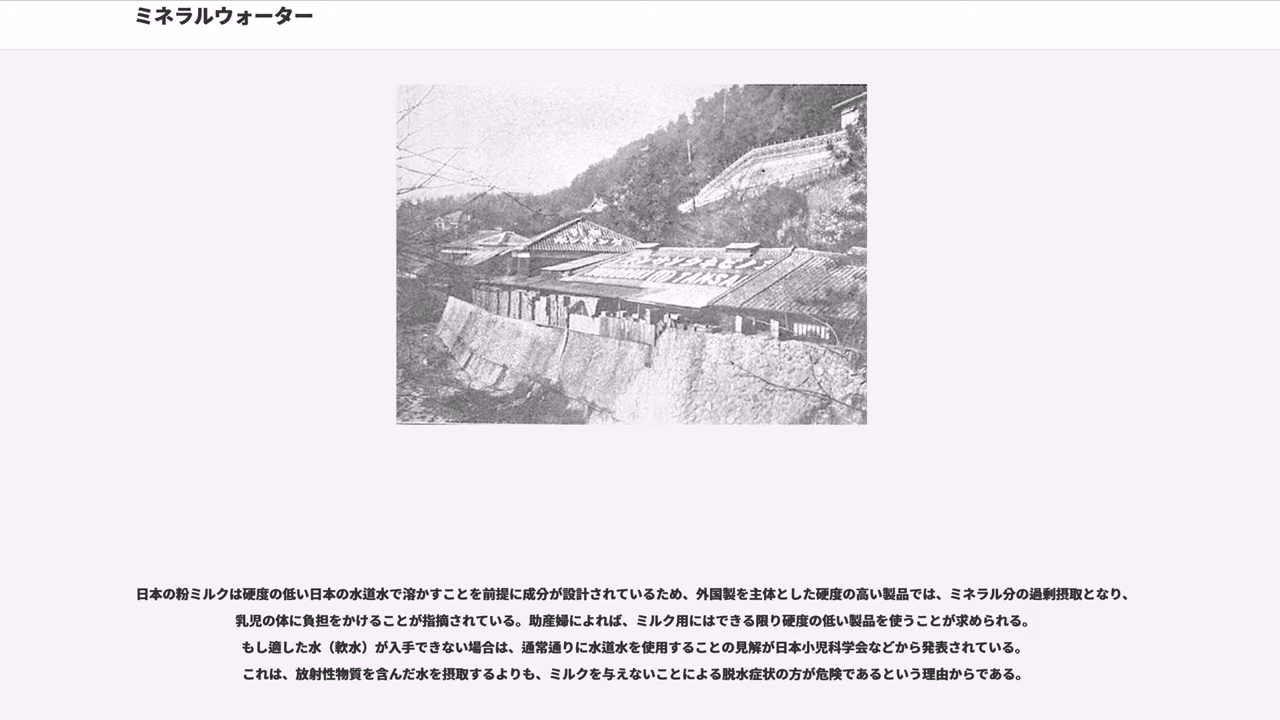 ミネラルウォーター
TANSAN
日本の粉ミルクは硬度の低い日本の水道水で溶かすことを前提に成分が設計されているため、外国製を主体とした硬度の高い製品では、ミネラル分の過剰摂取となり、
乳児の体に負担をかけることが指摘されている。助産婦によれば、ミルク用にはできる限り硬度の低い製品を使うことが求められる。
もし適した水（軟水）が入手できない場合は、通常通りに水道水を使用することの見解が日本小児科学会などから発表されている。
これは、放射性物質を含んだ水を摂取するよりも、ミルクを与えないことによる脱水症状の方が危険であるという理由からである。